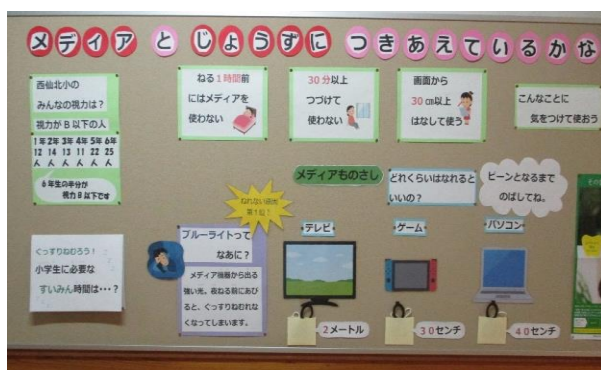 メディア と じょうずに つきあえているかな
西仙北小の
みんなの視力は？
視力がB以下の人
1年 2年 3年 4年 5年 6年
12 14 13 11 22 25
人 人 人 人 人 人
6年生の半分が
視力B以下です
ねる1時間前
にはメディアを
使わない
30分以上
つづけて
使わない
画面から
30cm以上
はなして使う
こんなことに
気をつけて使おう
メディアものさし
どれくらいはなれると
いいの？
ピーンとなるまで
のばしてね。
ねれない原因
第1位？
ブルーライトって
なあに？
メディア機器から出る
強い光。夜ねる前にあび
ると、ぐっすりねむれな
くなってしまいます。
ぐっすりねむろう！
小学生に必要な
すいみん時間は・・・？
テレビ
2メートル
ゲーム
30センチ
パソコン
40センチ